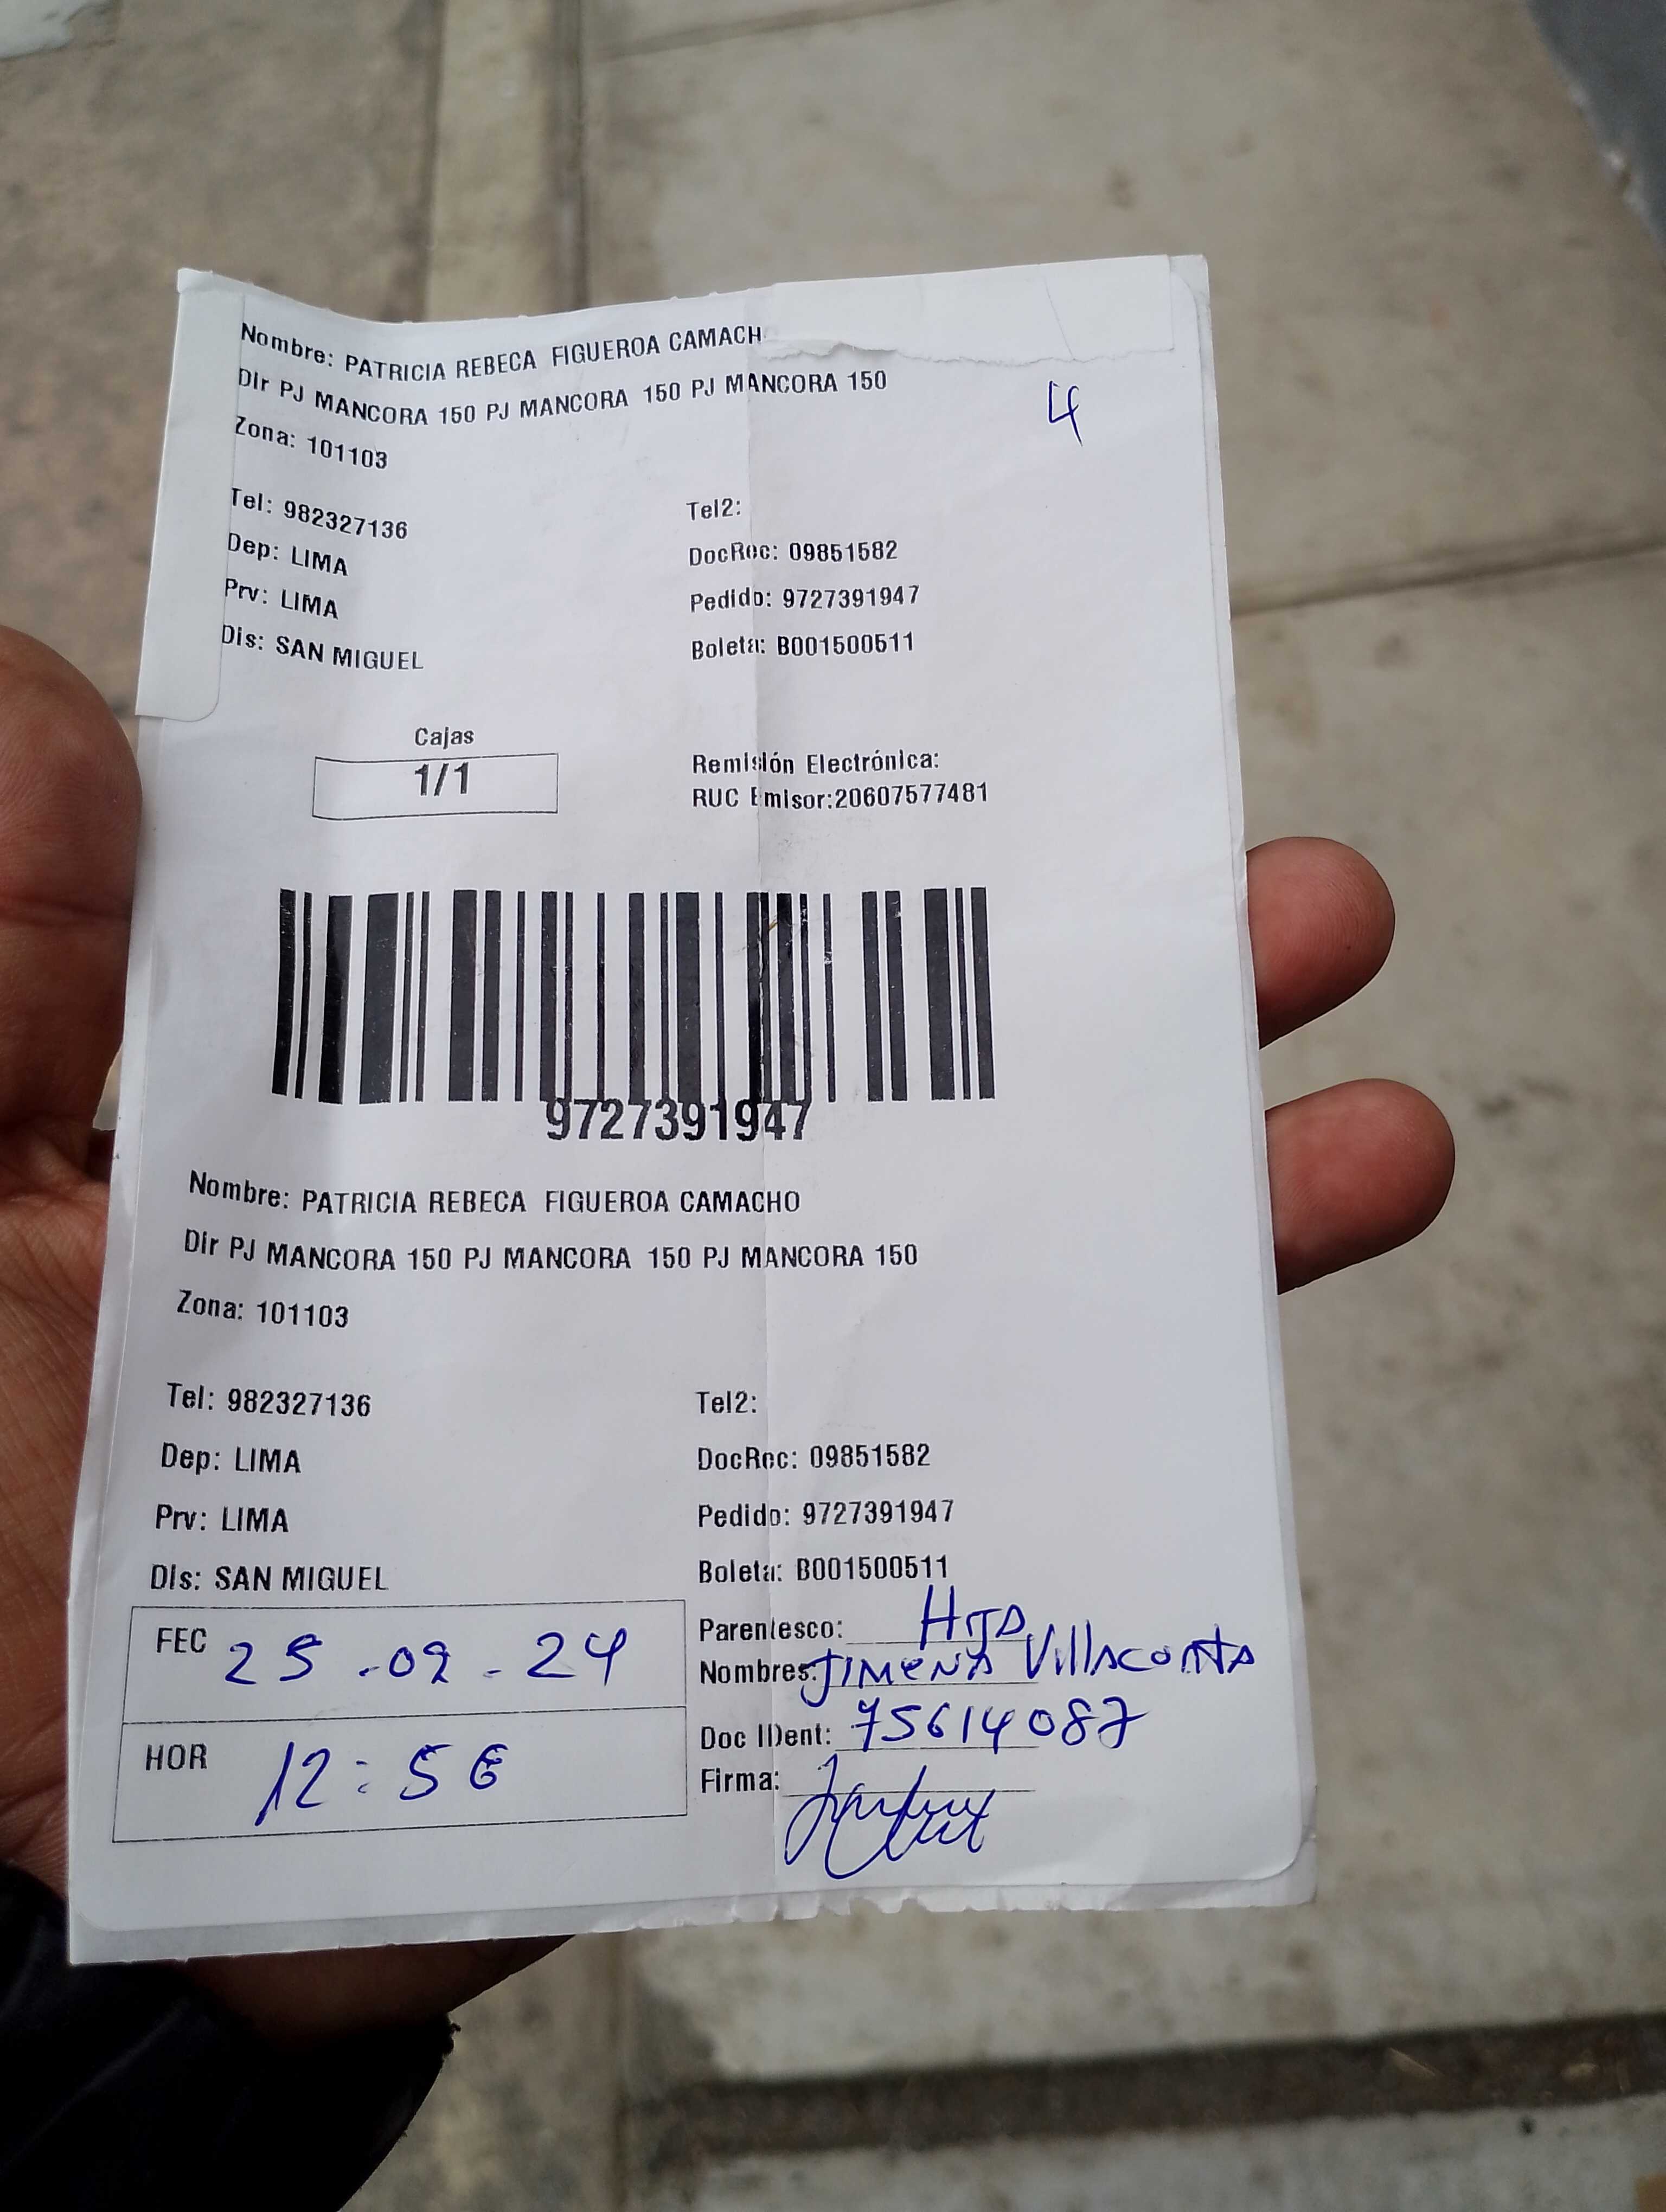 Nombre: PATRICIA REBECA FIGUEROA CAMACH
Dir PJ MANCORA 150 PJ MANCORA 150 PJ MANCORA 150
4
Zona: 101103
Tel: 982327136 Tel2:
Dep: LIMA DocRec: 09851582
Prv: LIMA Pedido: 9727391947
Dis: SAN MIGUEL Boleta: B001500511
Cajas
1/1
Remisión Electrónica:
RUC Emisor:20607577481
9727391947
Nombre: PATRICIA REBECA FIGUEROA CAMACHO
Dir PJ MANCORA 150 PJ MANCORA 150 PJ MANCORA 150
Zona: 101103
Tel: 982327136 Tel2:
Dep: LIMA DocRec: 09851582
Prv: LIMA Pedido: 9727391947
Dis: SAN MIGUEL Boleta: B001500511
FEC 25-09-24
HOR 12:56
Parentesco: HIJA
Nombres: JIMENA Villacorta
Doc IDent: 75614087
Firma: